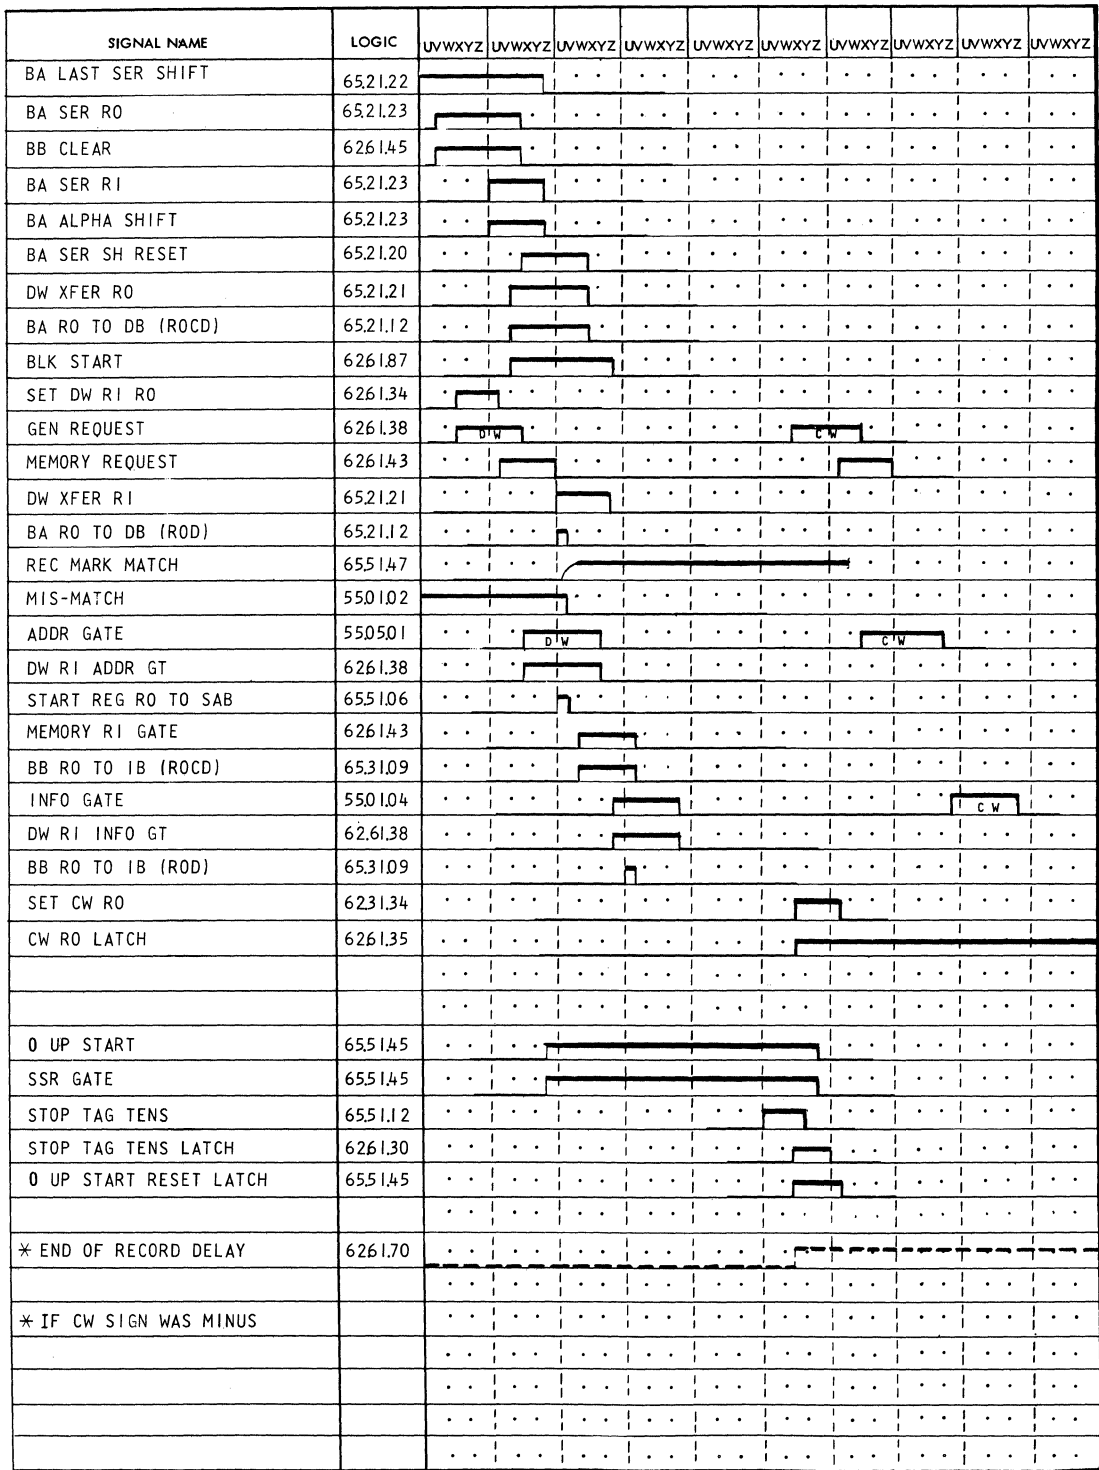 SIGNAL NAME LOGIC UVWXYZ UVWXYZ UVWXYZ UVWXYZ UVWXYZ UVWXYZ UVWXYZ UVWXYZ UVWXYZ UVWXYZ
BA LAST SER SHIFT 65.21.22
BA SER RO 65.21.23
BB CLEAR 62.61.45
BA SER RI 65.21.23
BA ALPHA SHIFT 65.21.23
BA SER SH RESET 65.21.20
DW XFER RO 65.21.21
BA RO TO DB (ROCD) 65.21.12
BLK START 62.61.87
SET DW RI RO 62.61.34
GEN REQUEST 62.61.38 DW CW
MEMORY REQUEST 62.61.43
DW XFER RI 65.21.21
BA RO TO DB (ROD) 65.21.12
REC MARK MATCH 65.51.47
MIS-MATCH 55.01.02
ADDR GATE 55.05.01 DW CW
DW RI ADDR GT 62.61.38
START REG RO TO SAB 65.51.06
MEMORY RI GATE 62.61.43
BB RO TO IB (ROCD) 65.31.09
INFO GATE 55.01.04 CW
DW RI INFO GT 62.61.38
BB RO TO IB (ROD) 65.31.09
SET CW RO 62.31.34
CW RO LATCH 62.61.35
0 UP START 65.51.45
SSR GATE 65.51.45
STOP TAG TENS 65.51.12
STOP TAG TENS LATCH 62.61.30
0 UP START RESET LATCH 65.51.45
* END OF RECORD DELAY 62.61.70
* IF CW SIGN WAS MINUS